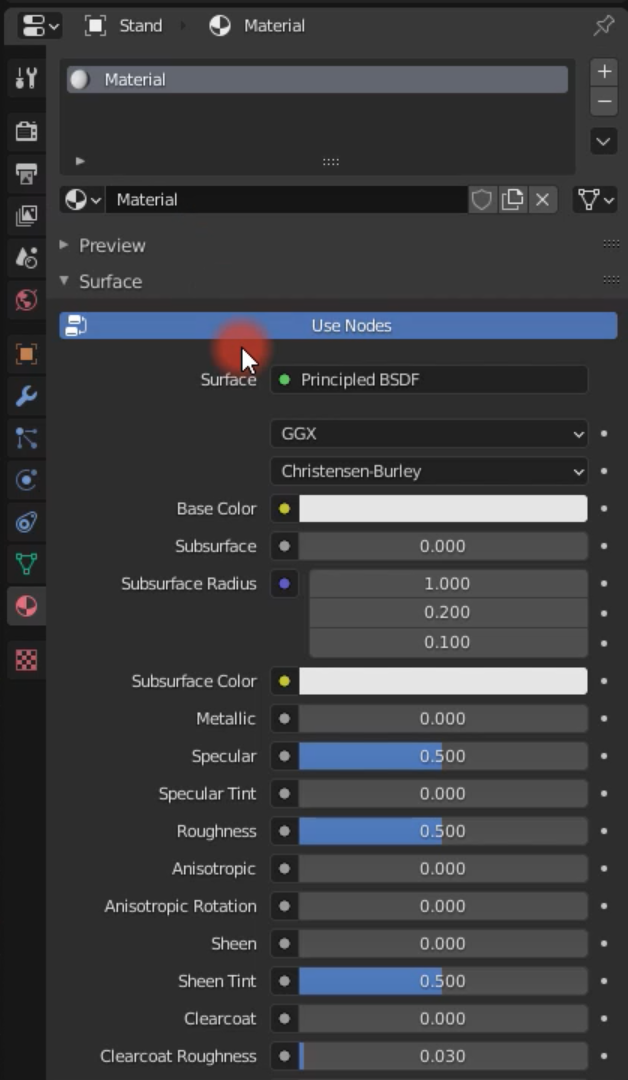 Stand Material
Material
Material
Preview
Surface
Use Nodes
Surface Principled BSDF
GGX
Christensen-Burley
Base Color
Subsurface 0.000
Subsurface Radius 1.000
0.200
0.100
Subsurface Color
Metallic 0.000
Specular 0.500
Specular Tint 0.000
Roughness 0.500
Anisotropic 0.000
Anisotropic Rotation 0.000
Sheen 0.000
Sheen Tint 0.500
Clearcoat 0.000
Clearcoat Roughness 0.030